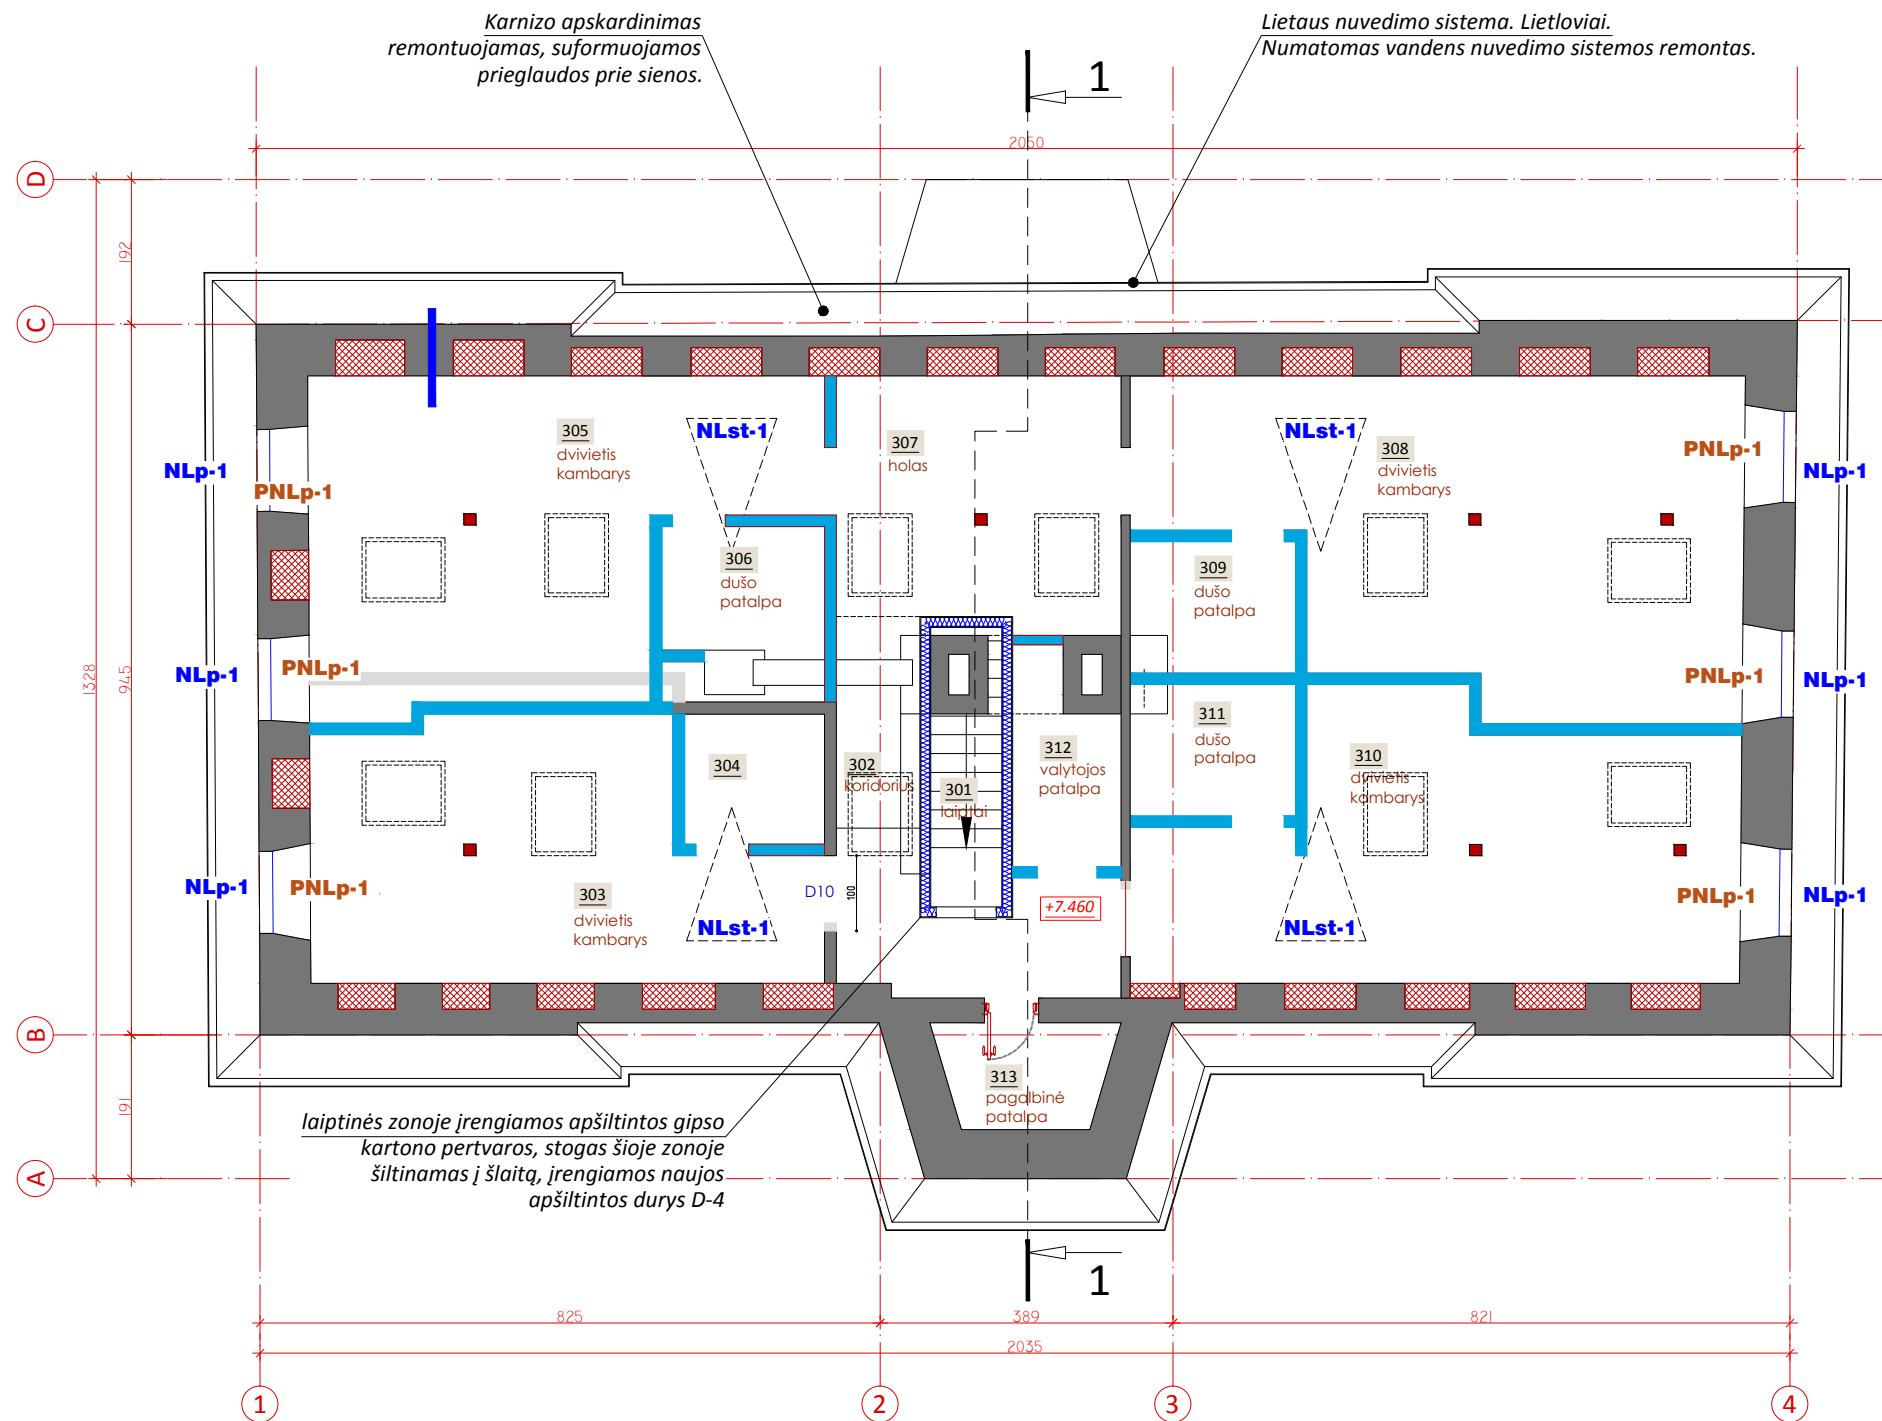 Karnizo apskardinimas
remontuojamas, suformuojamos
prieglaudos prie sienos.
Lietaus nuvedimo sistema. Lietloviai.
Numatomas vandens nuvedimo sistemos remontas.
1
2050
D
192
C
305
dvivietis
kambarys
NLst-1
307
holas
NLst-1
308
dvivietis
kambarys
NLp-1
PNLp-1
PNLp-1
NLp-1
306
dušo
patalpa
309
dušo
patalpa
1328
945
NLp-1
PNLp-1
PNLp-1
NLp-1
304
302
koridorius
301
laiptai
312
valytojos
patalpa
311
dušo
patalpa
310
dvivietis
kambarys
NLp-1
PNLp-1
303
dvivietis
kambarys
NLst-1
D10
100
+7.460
NLst-1
PNLp-1
NLp-1
B
191
313
pagalbinė
patalpa
laiptinės zonoje įrengiamos apšiltintos gipso
kartono pertvaros, stogas šioje zonoje
šiltinamas į šlaitą, įrengiamos naujos
apšiltintos durys D-4
A
1
825
389
821
2035
1
2
3
4